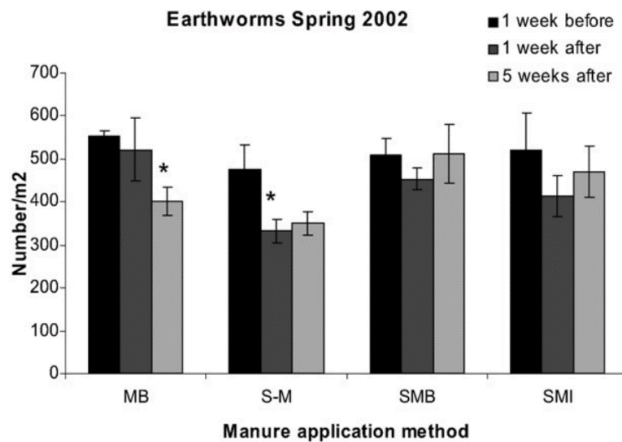 Earthworms Spring 2002
1 week before
1 week after
5 weeks after
Number/m2
700
600
500
400
300
200
100
0
*
*
MB
S-M
SMB
SMI
Manure application method